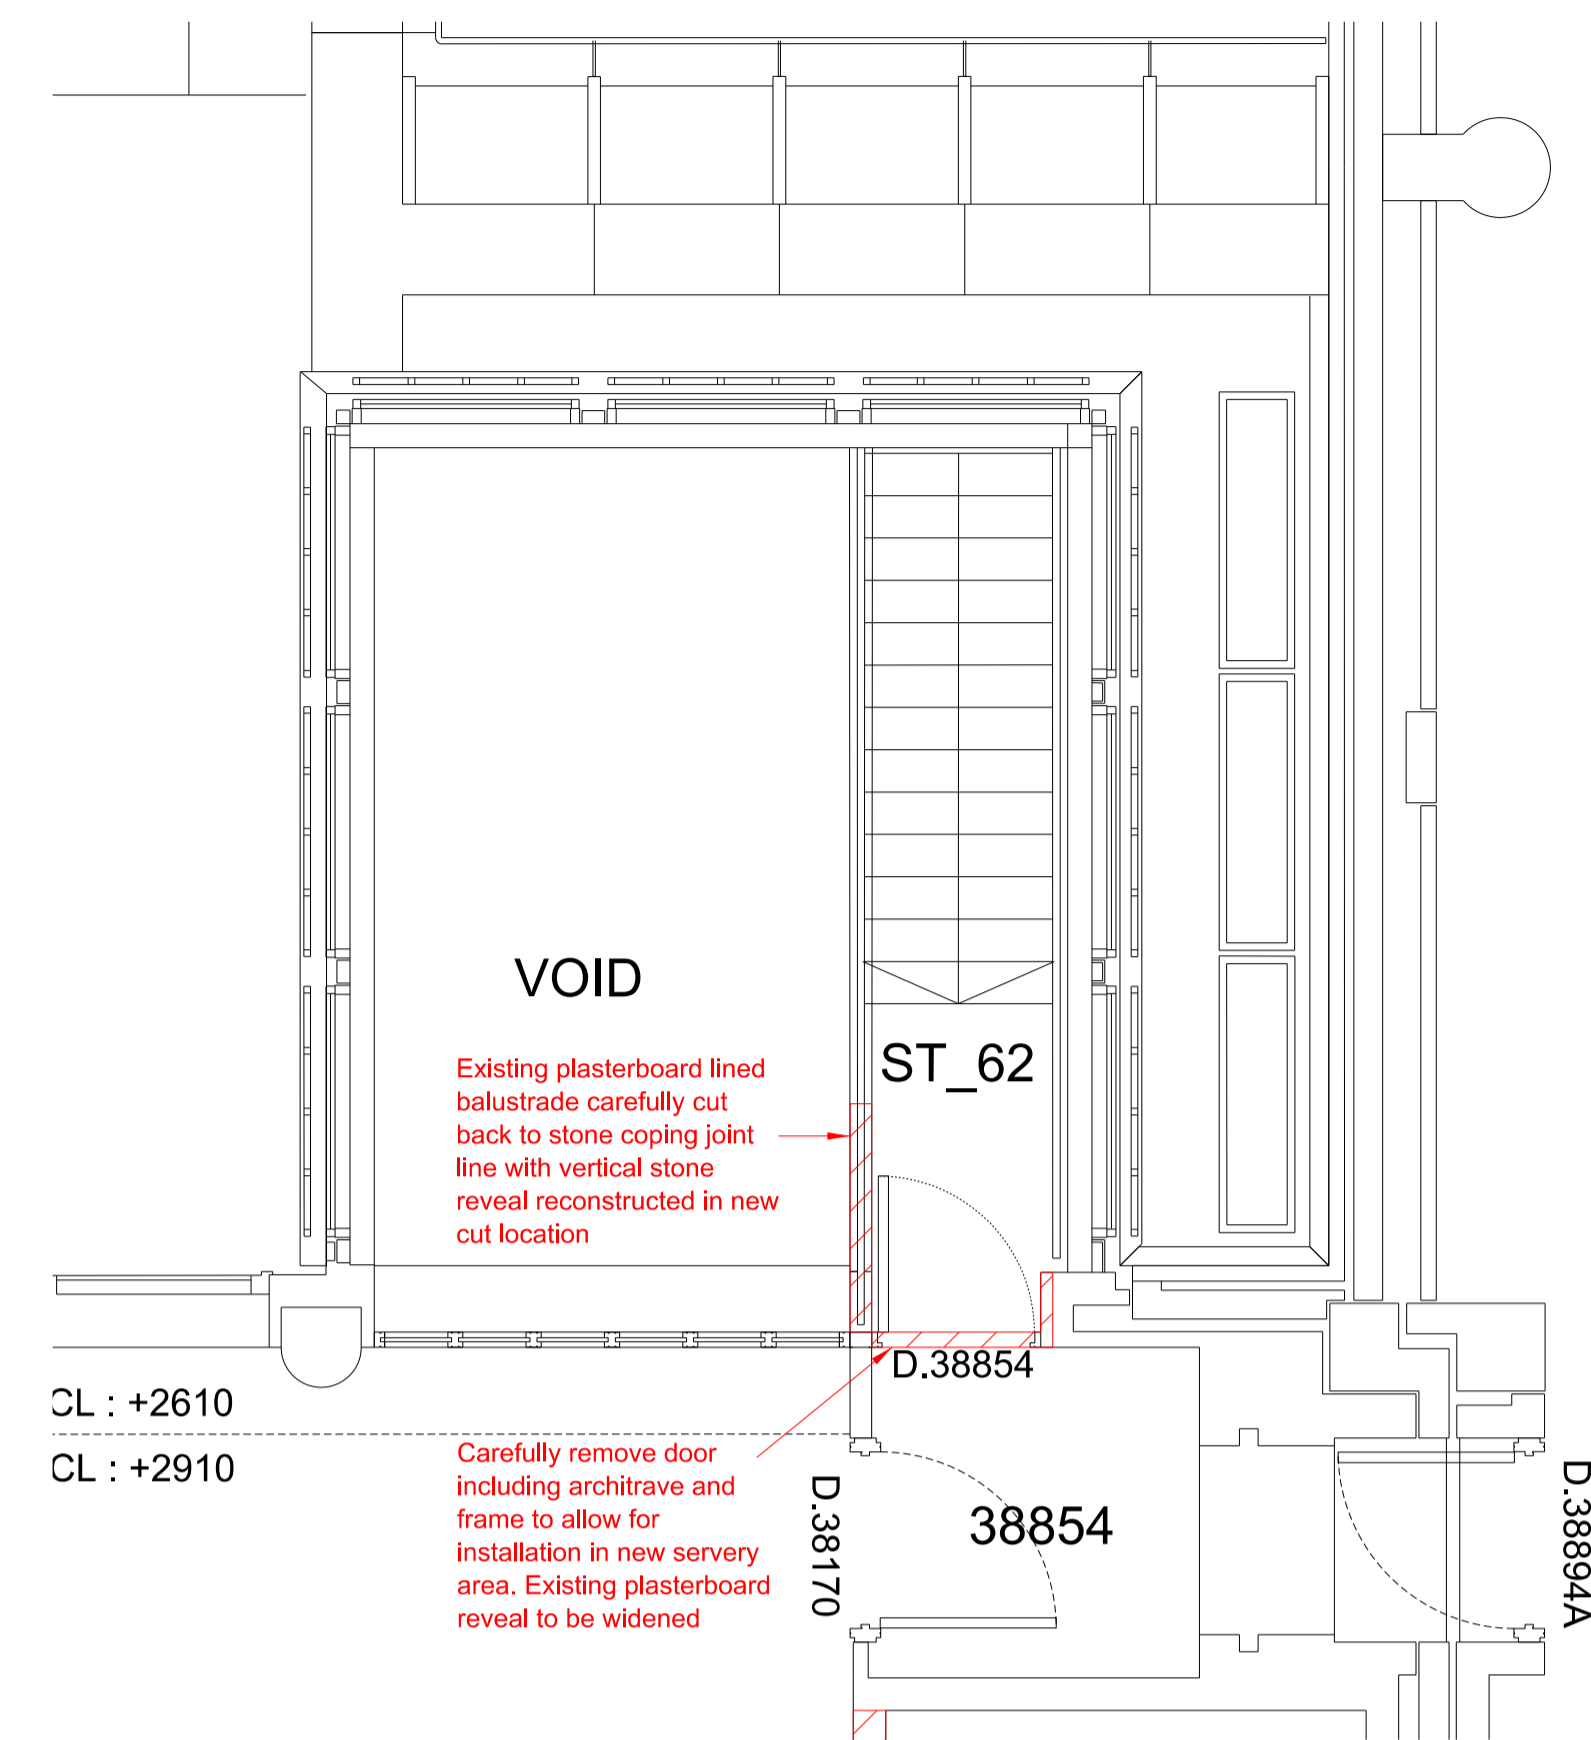 VOID
ST_62
Existing plasterboard lined
balustrade carefully cut
back to stone coping joint
line with vertical stone
reveal reconstructed in new
cut location
D.38854
CL : +2610
CL : +2910
Carefully remove door
including architrave and
frame to allow for
installation in new servery
area. Existing plasterboard
reveal to be widened
D.38170
38854
D.38894A